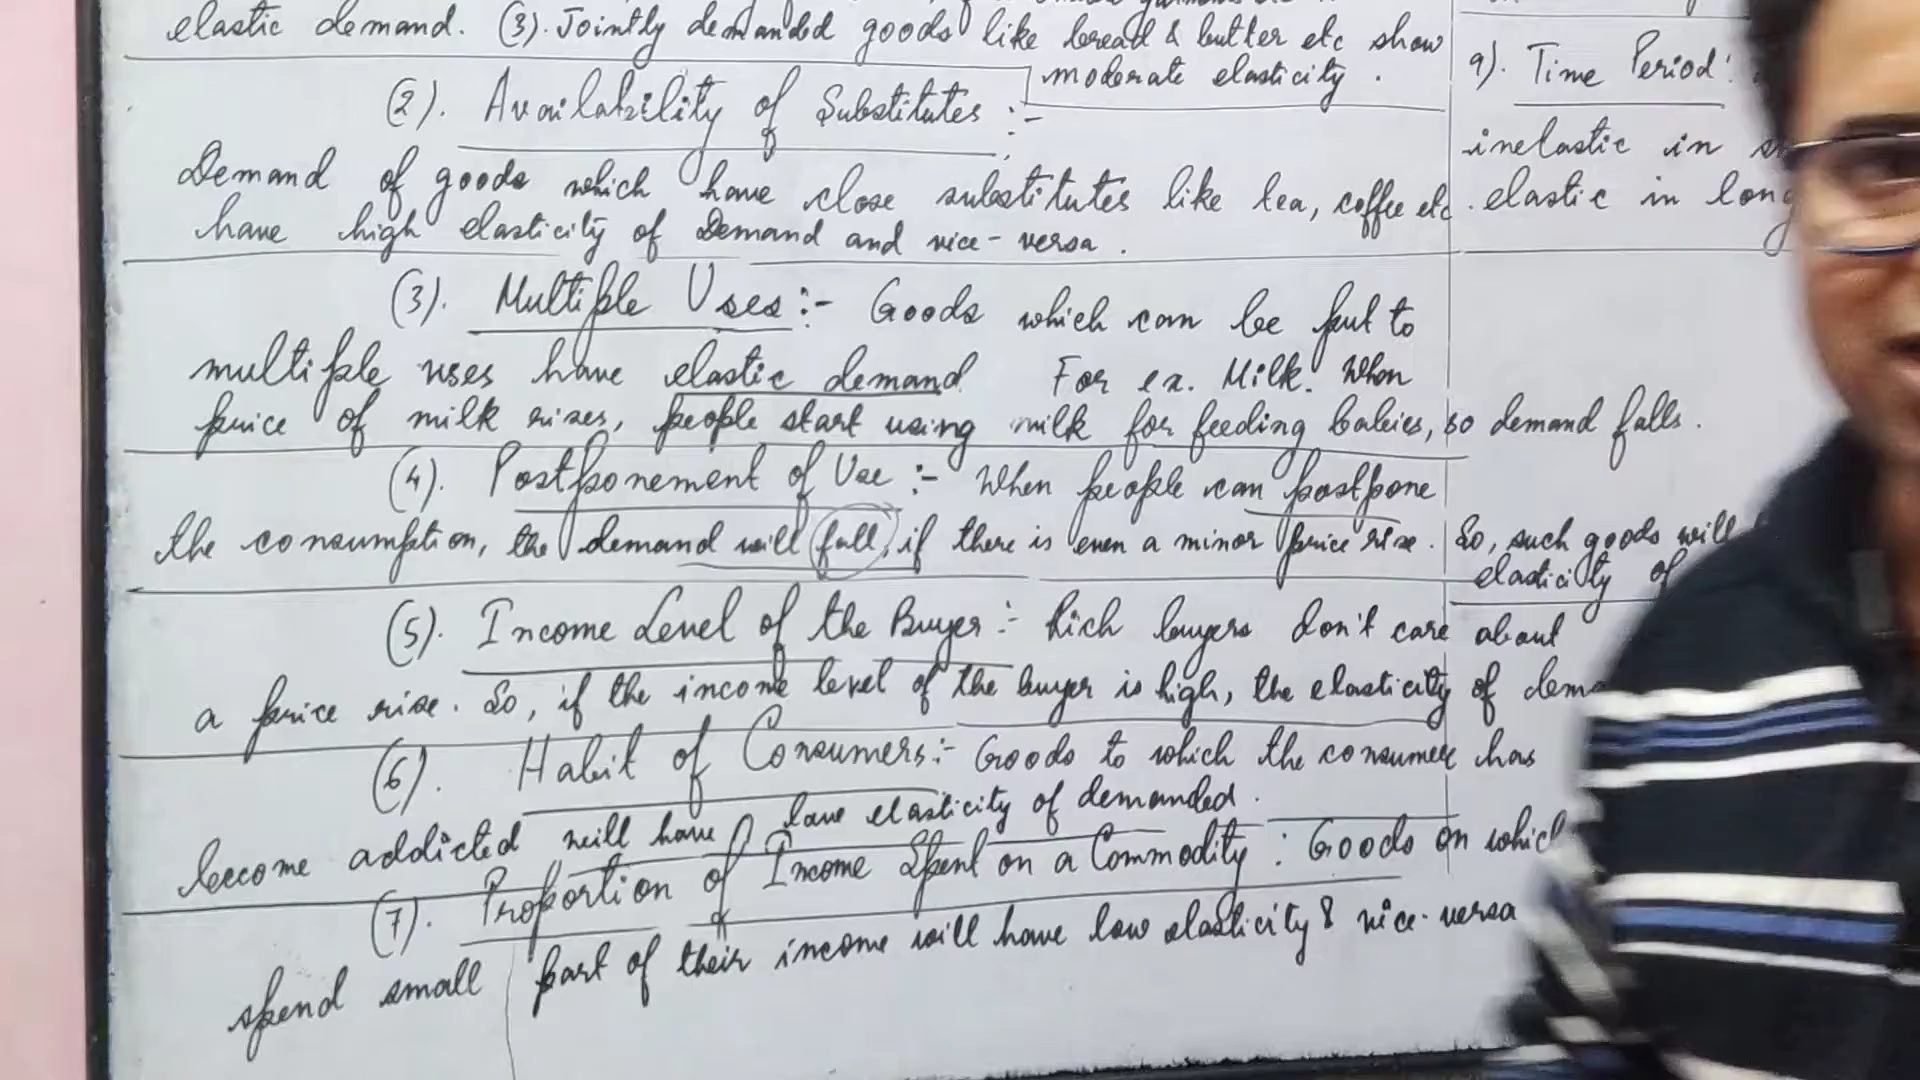 elastic demand. (3). Jointly demanded goods like bread & butter etc show
moderate elasticity.
(2). Availability of Substitutes :-
Demand of goods which have close substitutes like tea, coffee etc.
have high elasticity of Demand and vice-versa.
(3). Multiple Uses :- Goods which can be put to
multiple uses have elastic demand. For ex. Milk. When
price of milk rises, people start using milk for feeding babies, so demand falls.
(4). Postponement of Use :- When people can postpone
the consumption, the demand will fall, if there is even a minor price rise. So, such goods will
elasticity of
(5). Income Level of the Buyer :- Rich buyers don't care about
a price rise. So, if the income level of the buyer is high, the elasticity of dema
(6). Habit of Consumers :- Goods to which the consumer has
become addicted will have low elasticity of demanded.
(7). Proportion of Income Spent on a Commodity : Goods on which
spend small part of their income will have low elasticity & vice-versa
9). Time Period :
inelastic in
elastic in long